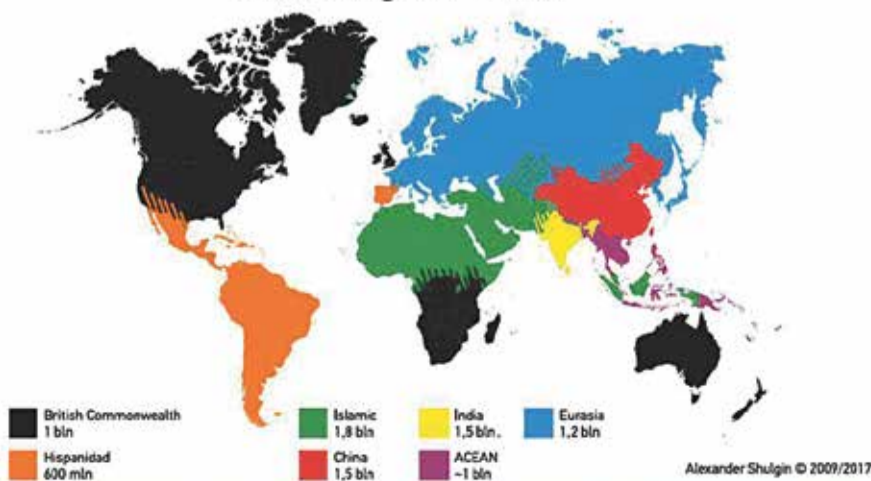 British Commonwealth
1 bln
Hispanidad
600 mln
Islamic
1,8 bln
China
1,5 bln
India
1,5 bln.
ACEAN
~1 bln
Eurasia
1,2 bln
Alexander Shulgin © 2009/2017